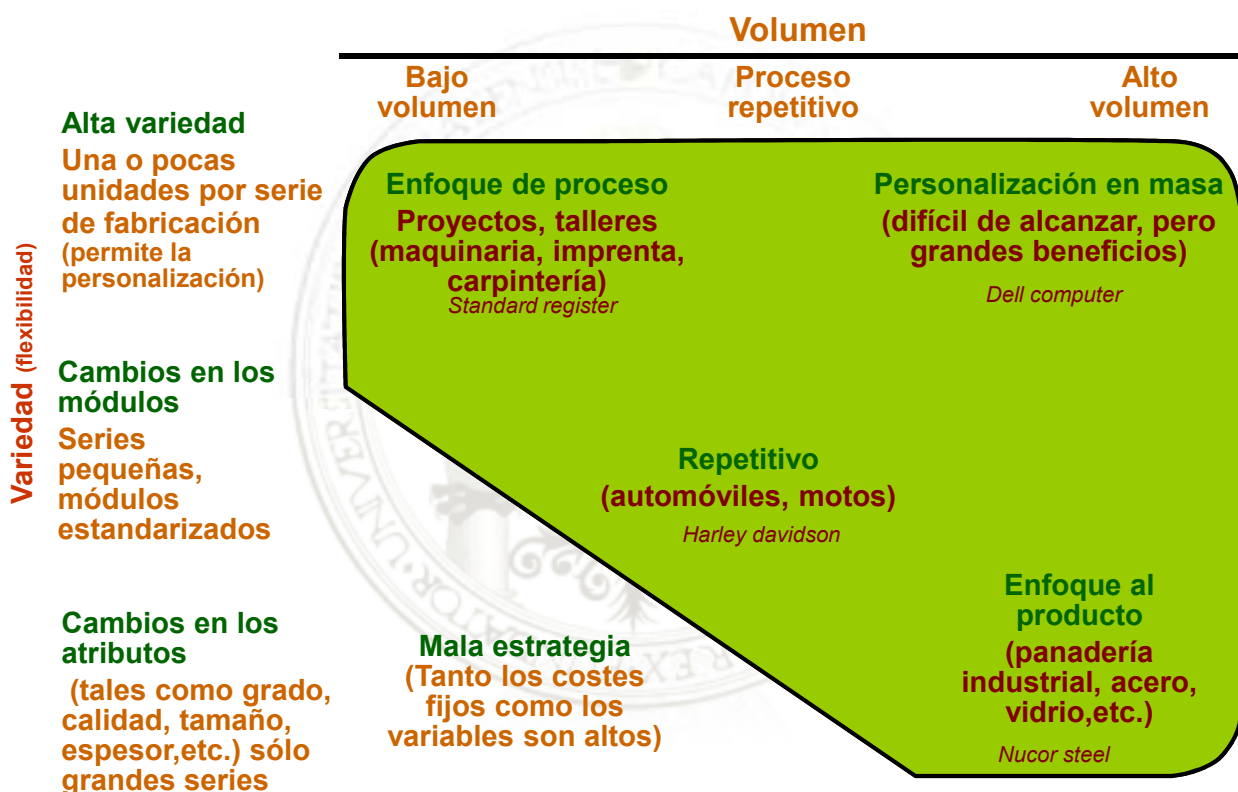 Volumen
Bajo
volumen
Proceso
repetitivo
Alto
volumen
Variedad (flexibilidad)
Alta variedad
Una o pocas
unidades por serie
de fabricación
(permite la
personalización)
Enfoque de proceso
Proyectos, talleres
(maquinaria, imprenta,
carpintería)
Standard register
Personalización en masa
(difícil de alcanzar, pero
grandes beneficios)
Dell computer
Cambios en los
módulos
Series
pequeñas,
módulos
estandarizados
Repetitivo
(automóviles, motos)
Harley davidson
Cambios en los
atributos
(tales como grado,
calidad, tamaño,
espesor,etc.) sólo
grandes series
Mala estrategia
(Tanto los costes
fijos como los
variables son altos)
Enfoque al
producto
(panadería
industrial, acero,
vidrio,etc.)
Nucor steel